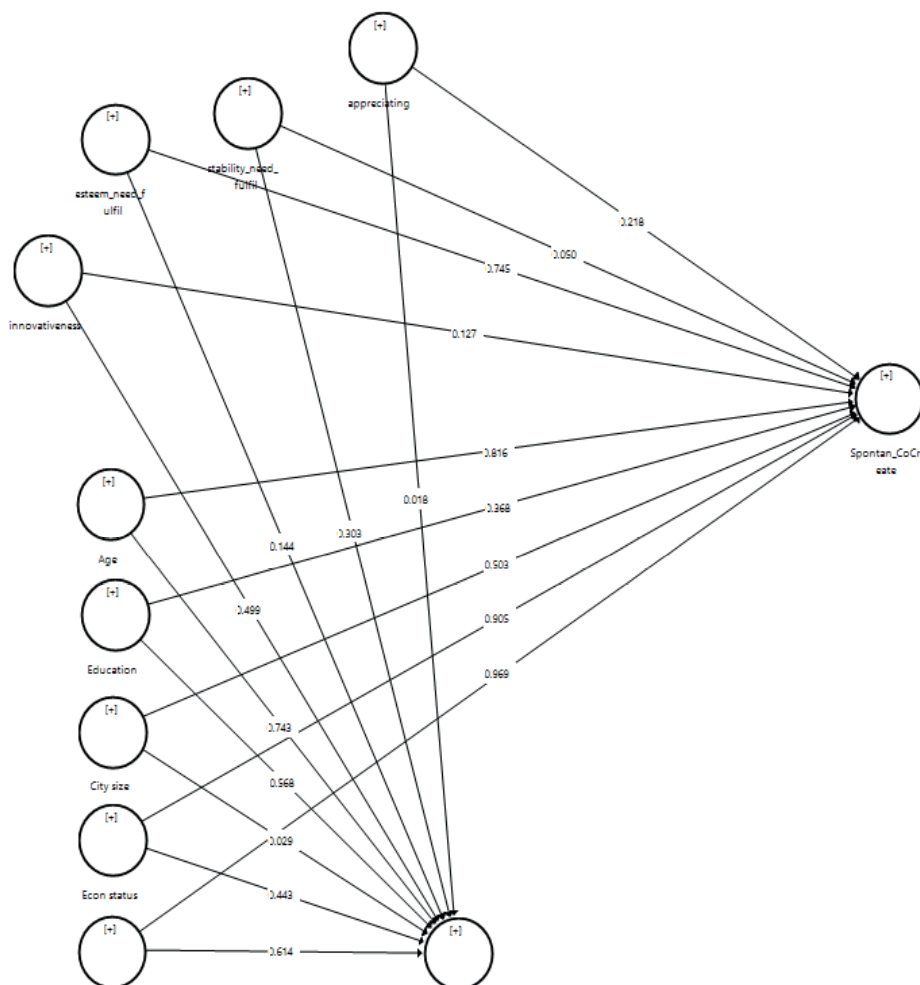 [+]
appreciating
[+]
stability_need_
fulfil
[+]
esteem_need_f
ulfil
[+]
innovativeness
0.218
0.050
0.745
0.127
[+]
Spontan_CoCr
eate
0.816
0.018
0.368
0.303
0.144
0.503
0.499
0.905
0.969
[+]
Age
[+]
Education
0.743
[+]
City size
0.568
[+]
Econ status
0.029
0.443
[+]
0.614
[+]